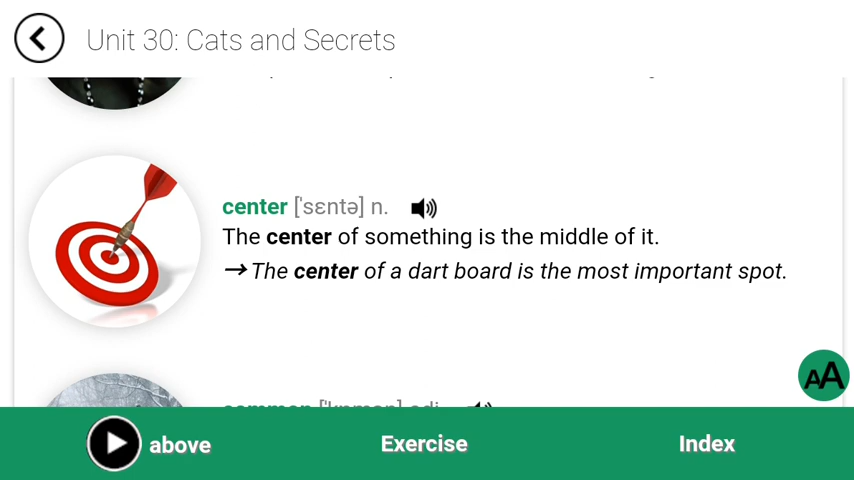 Unit 30: Cats and Secrets
center ['sɛntə] n.
The center of something is the middle of it.
→ The center of a dart board is the most important spot.
AA
above
Exercise
Index